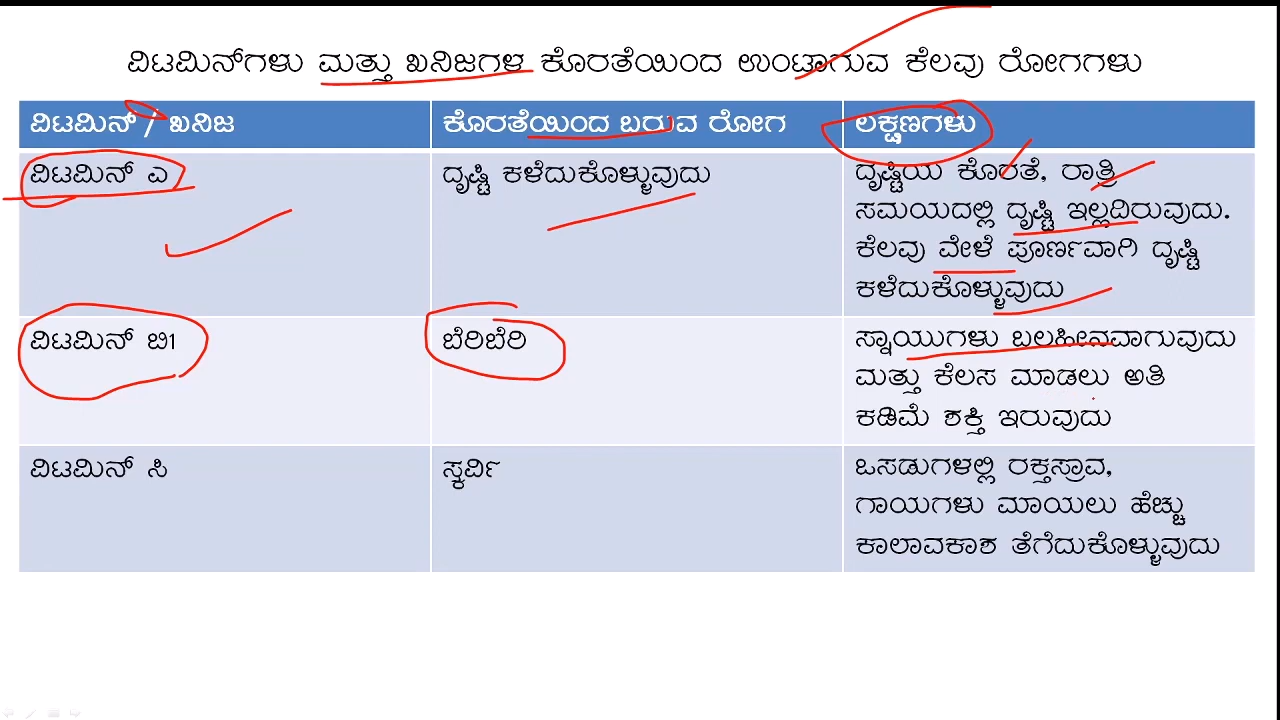 ವಿಟಮಿನ್‌ಗಳು ಮತ್ತು ಖನಿಜಗಳ ಕೊರತೆಯಿಂದ ಉಂಟಾಗುವ ಕೆಲವು ರೋಗಗಳು
ವಿಟಮಿನ್ / ಖನಿಜ
ಕೊರತೆಯಿಂದ ಬರುವ ರೋಗ
ಲಕ್ಷಣಗಳು
ವಿಟಮಿನ್ ಎ
ದೃಷ್ಟಿ ಕಳೆದುಕೊಳ್ಳುವುದು
ದೃಷ್ಟಿಯ ಕೊರತೆ, ರಾತ್ರಿ
ಸಮಯದಲ್ಲಿ ದೃಷ್ಟಿ ಇಲ್ಲದಿರುವುದು.
ಕೆಲವು ವೇಳೆ ಪೂರ್ಣವಾಗಿ ದೃಷ್ಟಿ
ಕಳೆದುಕೊಳ್ಳುವುದು
ವಿಟಮಿನ್ ಬಿ1
ಬೆರಿಬೆರಿ
ಸ್ನಾಯುಗಳು ಬಲಹೀನವಾಗುವುದು
ಮತ್ತು ಕೆಲಸ ಮಾಡಲು ಅತಿ
ಕಡಿಮೆ ಶಕ್ತಿ ಇರುವುದು
ವಿಟಮಿನ್ ಸಿ
ಸ್ಕರ್ವಿ
ಒಸಡುಗಳಲ್ಲಿ ರಕ್ತಸ್ರಾವ,
ಗಾಯಗಳು ಮಾಯಲು ಹೆಚ್ಚು
ಕಾಲಾವಕಾಶ ತೆಗೆದುಕೊಳ್ಳುವುದು